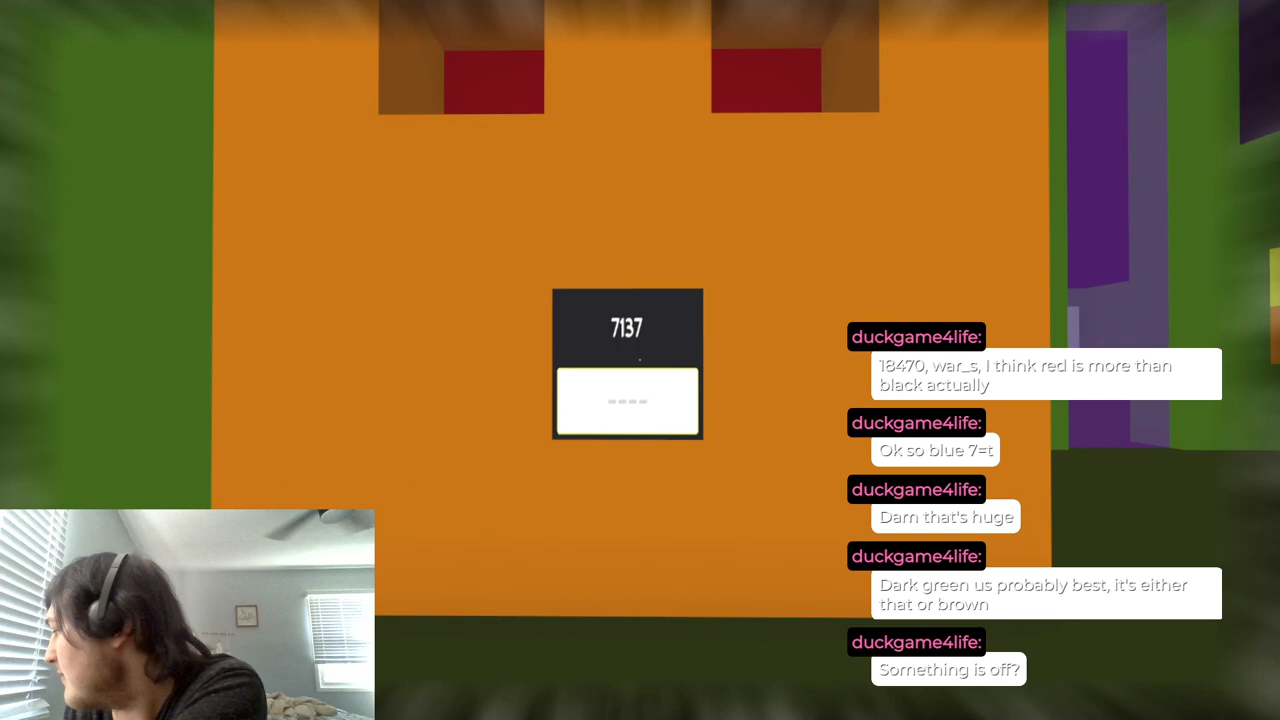 7137
----
duckgame4life:
18470, war_s, I think red is more than
black actually
duckgame4life:
Ok so blue 7=t
duckgame4life:
Darn that's huge
duckgame4life:
Dark green us probably best, it's either
that or brown
duckgame4life:
Something is off?